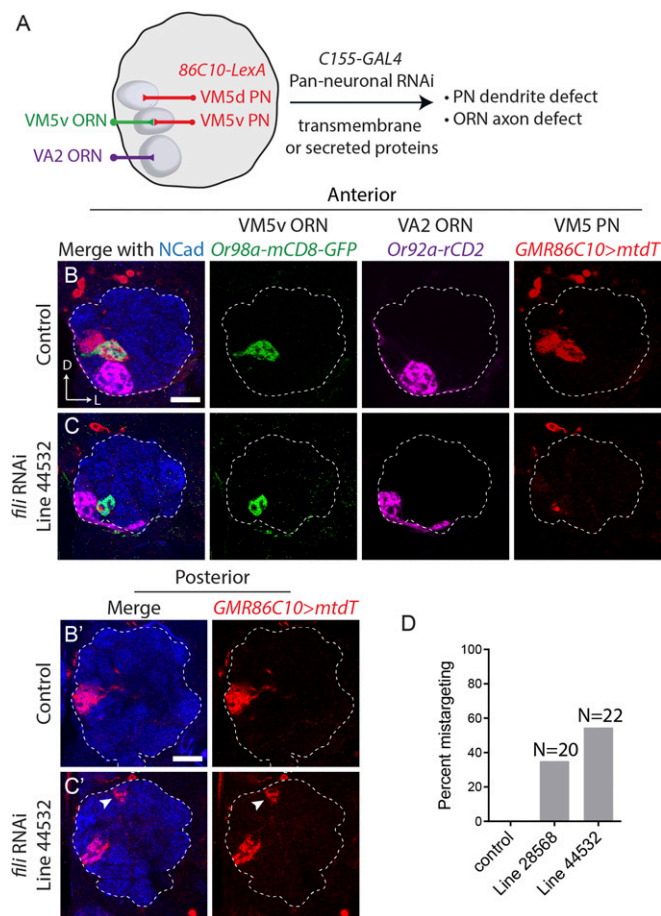 A
86C10-LexA
VM5d PN
VM5v ORN
VM5v PN
VA2 ORN
C155-GAL4
Pan-neuronal RNAi
transmembrane
or secreted proteins
• PN dendrite defect
• ORN axon defect
Anterior
VM5v ORN VA2 ORN VM5 PN
Merge with NCad Or98a-mCD8-GFP Or92a-rCD2 GMR86C10>mtdT
B
Control
D
L
C
fili RNAi
Line 44532
Posterior
Merge GMR86C10>mtdT
B'
Control
C'
fili RNAi
Line 44532
D
Percent mistargeting
100
80
60
40
20
0
N=20
N=22
control
Line 28568
Line 44532